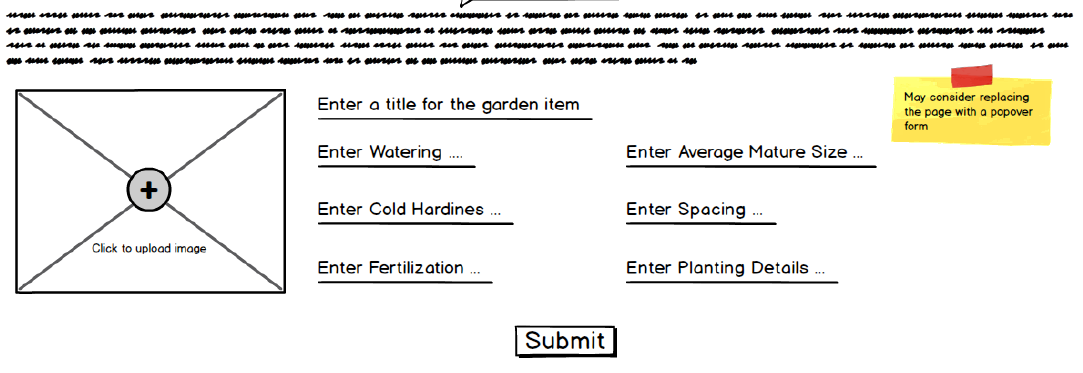 Enter a title for the garden item
May consider replacing
the page with a popover
form
Enter Watering ....
Enter Average Mature Size ...
Enter Cold Hardines ...
Enter Spacing ...
Click to upload image
Enter Fertilization ...
Enter Planting Details ...
Submit